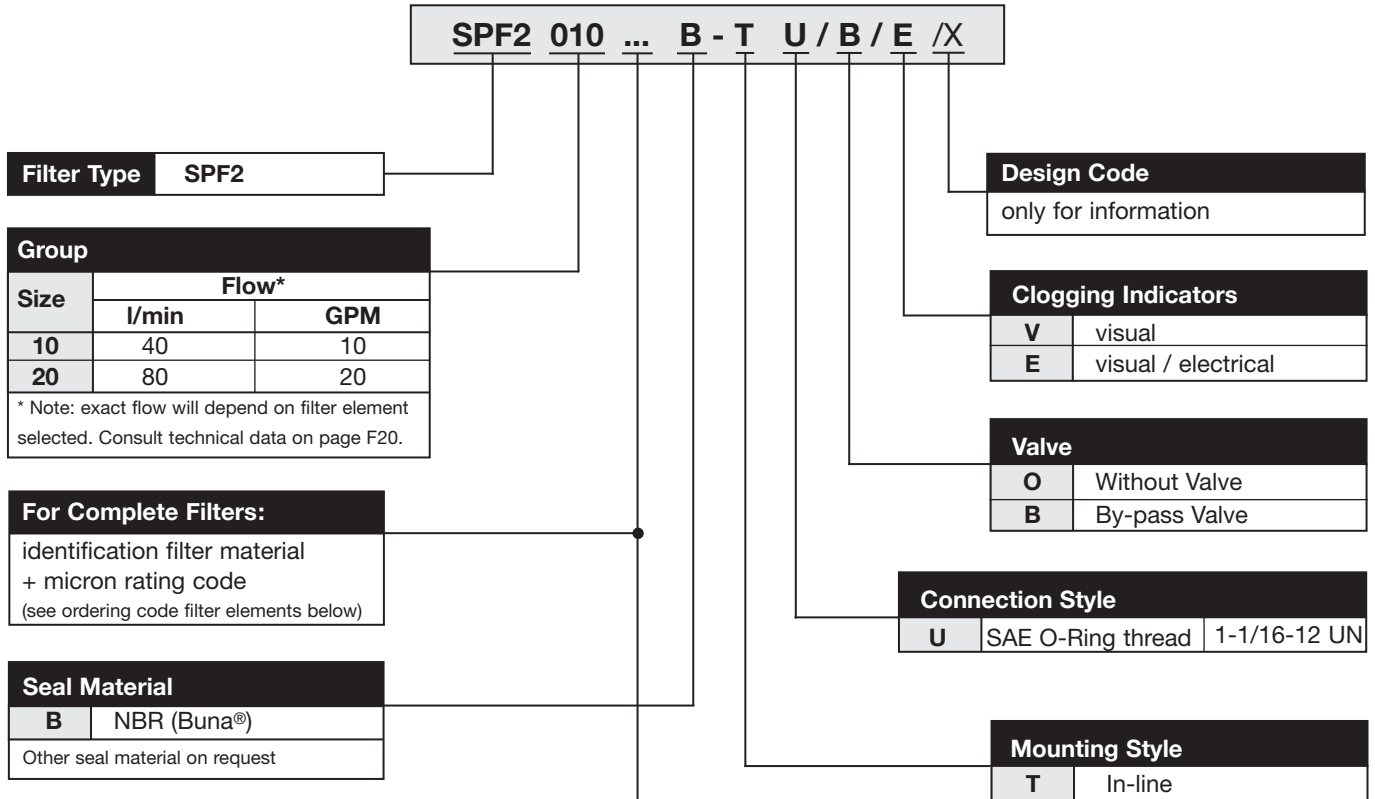 SPF2 010 ... B - T U / B / E /X
Filter Type SPF2
Group
Size Flow*
l/min GPM
10 40 10
20 80 20
* Note: exact flow will depend on filter element
selected. Consult technical data on page F20.
For Complete Filters:
identification filter material
+ micron rating code
(see ordering code filter elements below)
Seal Material
B NBR (Buna®)
Other seal material on request
Design Code
only for information
Clogging Indicators
V visual
E visual / electrical
Valve
O Without Valve
B By-pass Valve
Connection Style
U SAE O-Ring thread 1-1/16-12 UN
Mounting Style
T In-line